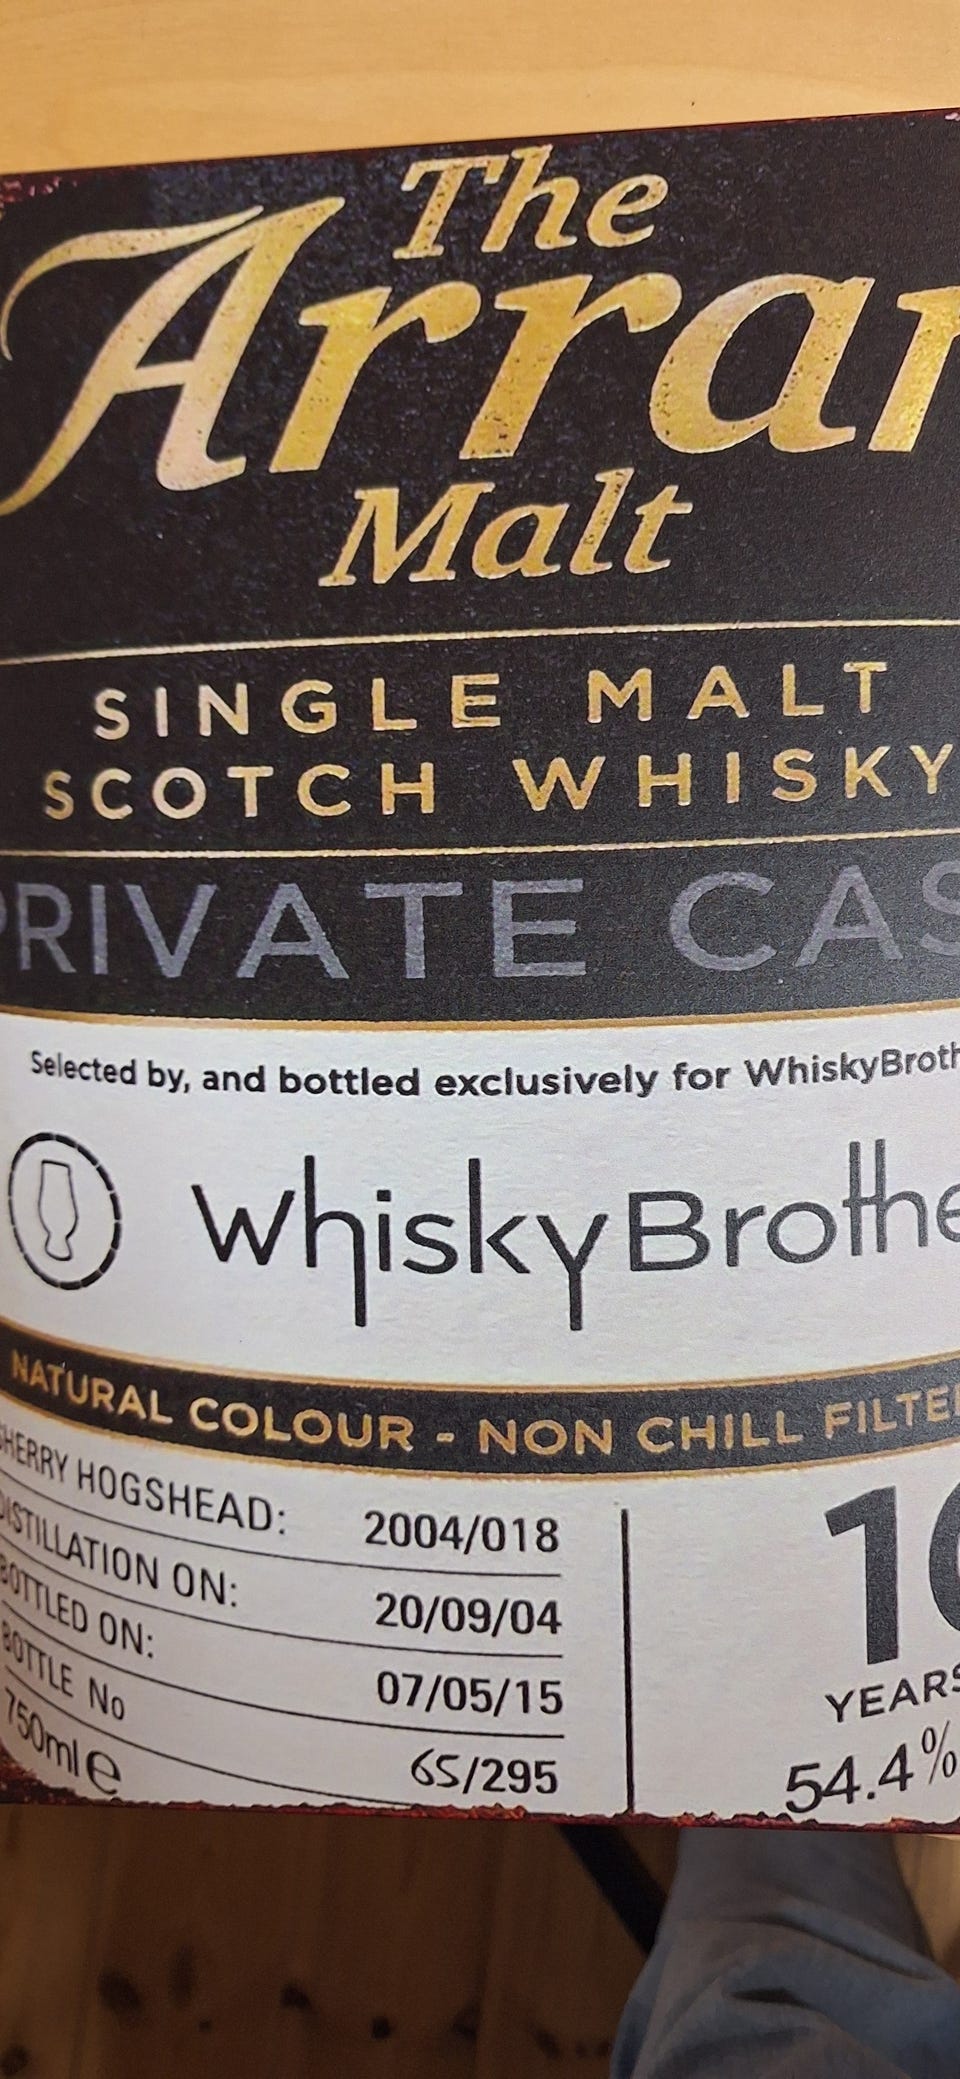 The
Arran
Malt
SINGLE MALT
SCOTCH WHISKY
PRIVATE CAS
Selected by, and bottled exclusively for WhiskyBroth
WhiskyBrothe
NATURAL COLOUR - NON CHILL FILTE
SHERRY HOGSHEAD: 2004/018
DISTILLATION ON: 20/09/04
BOTTLED ON: 07/05/15
BOTTLE No 65/295
750ml e
10
YEARS
54.4%